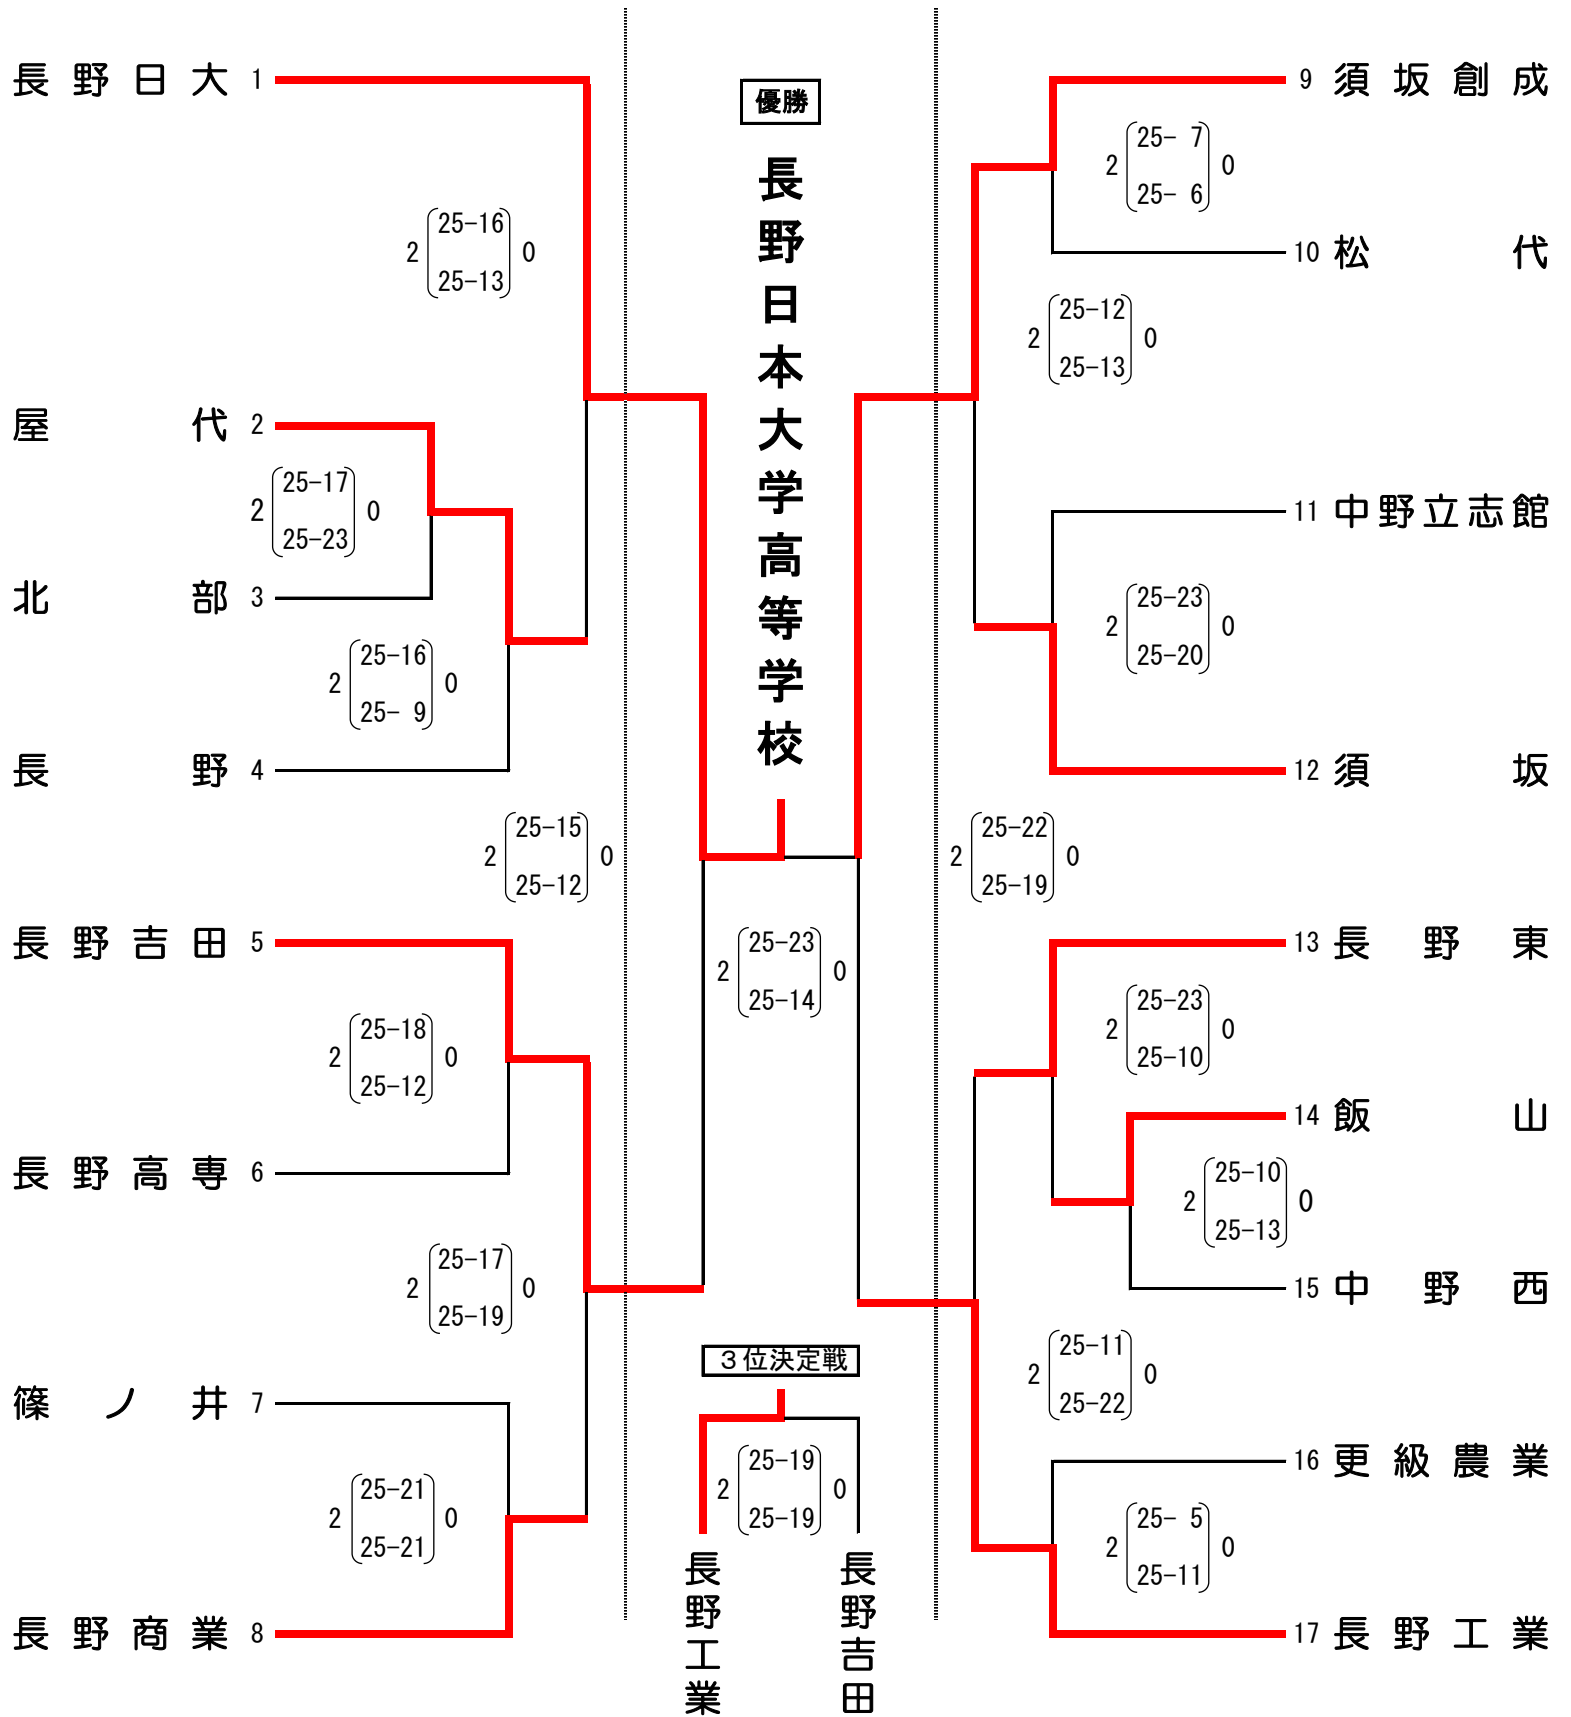 長野日大 1
2 25-16 0
25-13
屋代 2
2 25-17 0
25-23
北部 3
2 25-16 0
25- 9
長野 4
2 25-15 0
25-12
長野吉田 5
2 25-18 0
25-12
長野高専 6
2 25-17 0
25-19
篠ノ井 7
2 25-21 0
25-21
長野商業 8
優勝
長野日本大学高等学校
2 25-23 0
25-14
3位決定戦
2 25-19 0
25-19
長野工業
長野吉田
9 須坂創成
2 25- 7 0
25- 6
10 松代
2 25-12 0
25-13
11 中野立志館
2 25-23 0
25-20
12 須坂
2 25-22 0
25-19
13 長野東
2 25-23 0
25-10
14 飯山
2 25-10 0
25-13
15 中野西
2 25-11 0
25-22
16 更級農業
2 25- 5 0
25-11
17 長野工業